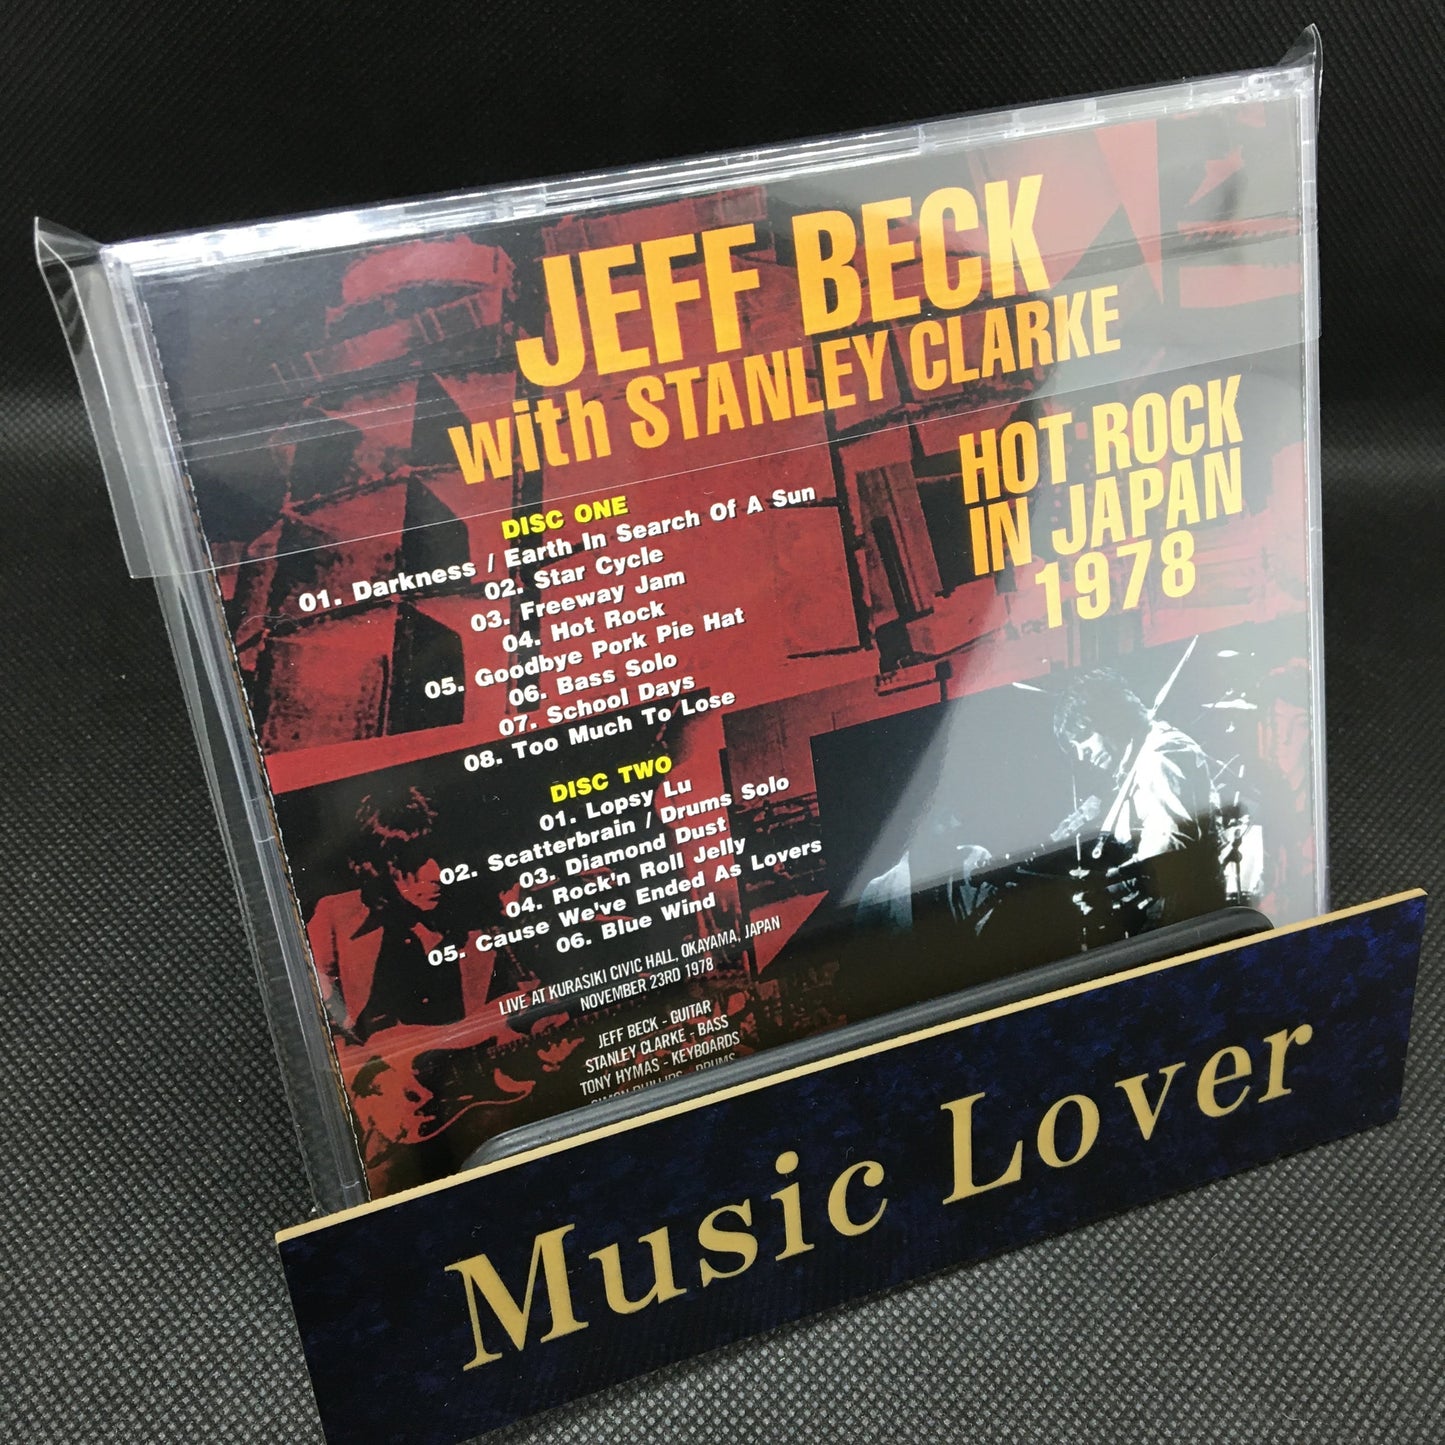 JEFF BECK
with STANLEY CLARKE
HOT ROCK
IN JAPAN
1978
DISC ONE
01. Darkness / Earth In Search Of A Sun
02. Star Cycle
03. Freeway Jam
04. Hot Rock
05. Goodbye Pork Pie Hat
06. Bass Solo
07. School Days
08. Too Much To Lose
DISC TWO
01. Lopsy Lu
02. Scatterbrain / Drums Solo
03. Diamond Dust
04. Rock'n Roll Jelly
05. Cause We've Ended As Lovers
06. Blue Wind
LIVE AT KURASIKI CIVIC HALL, OKAYAMA, JAPAN
NOVEMBER 23RD 1978
JEFF BECK - GUITAR
STANLEY CLARKE - BASS
TONY HYMAS - KEYBOARDS
SIMON PHILLIPS - DRUMS
Music Lover